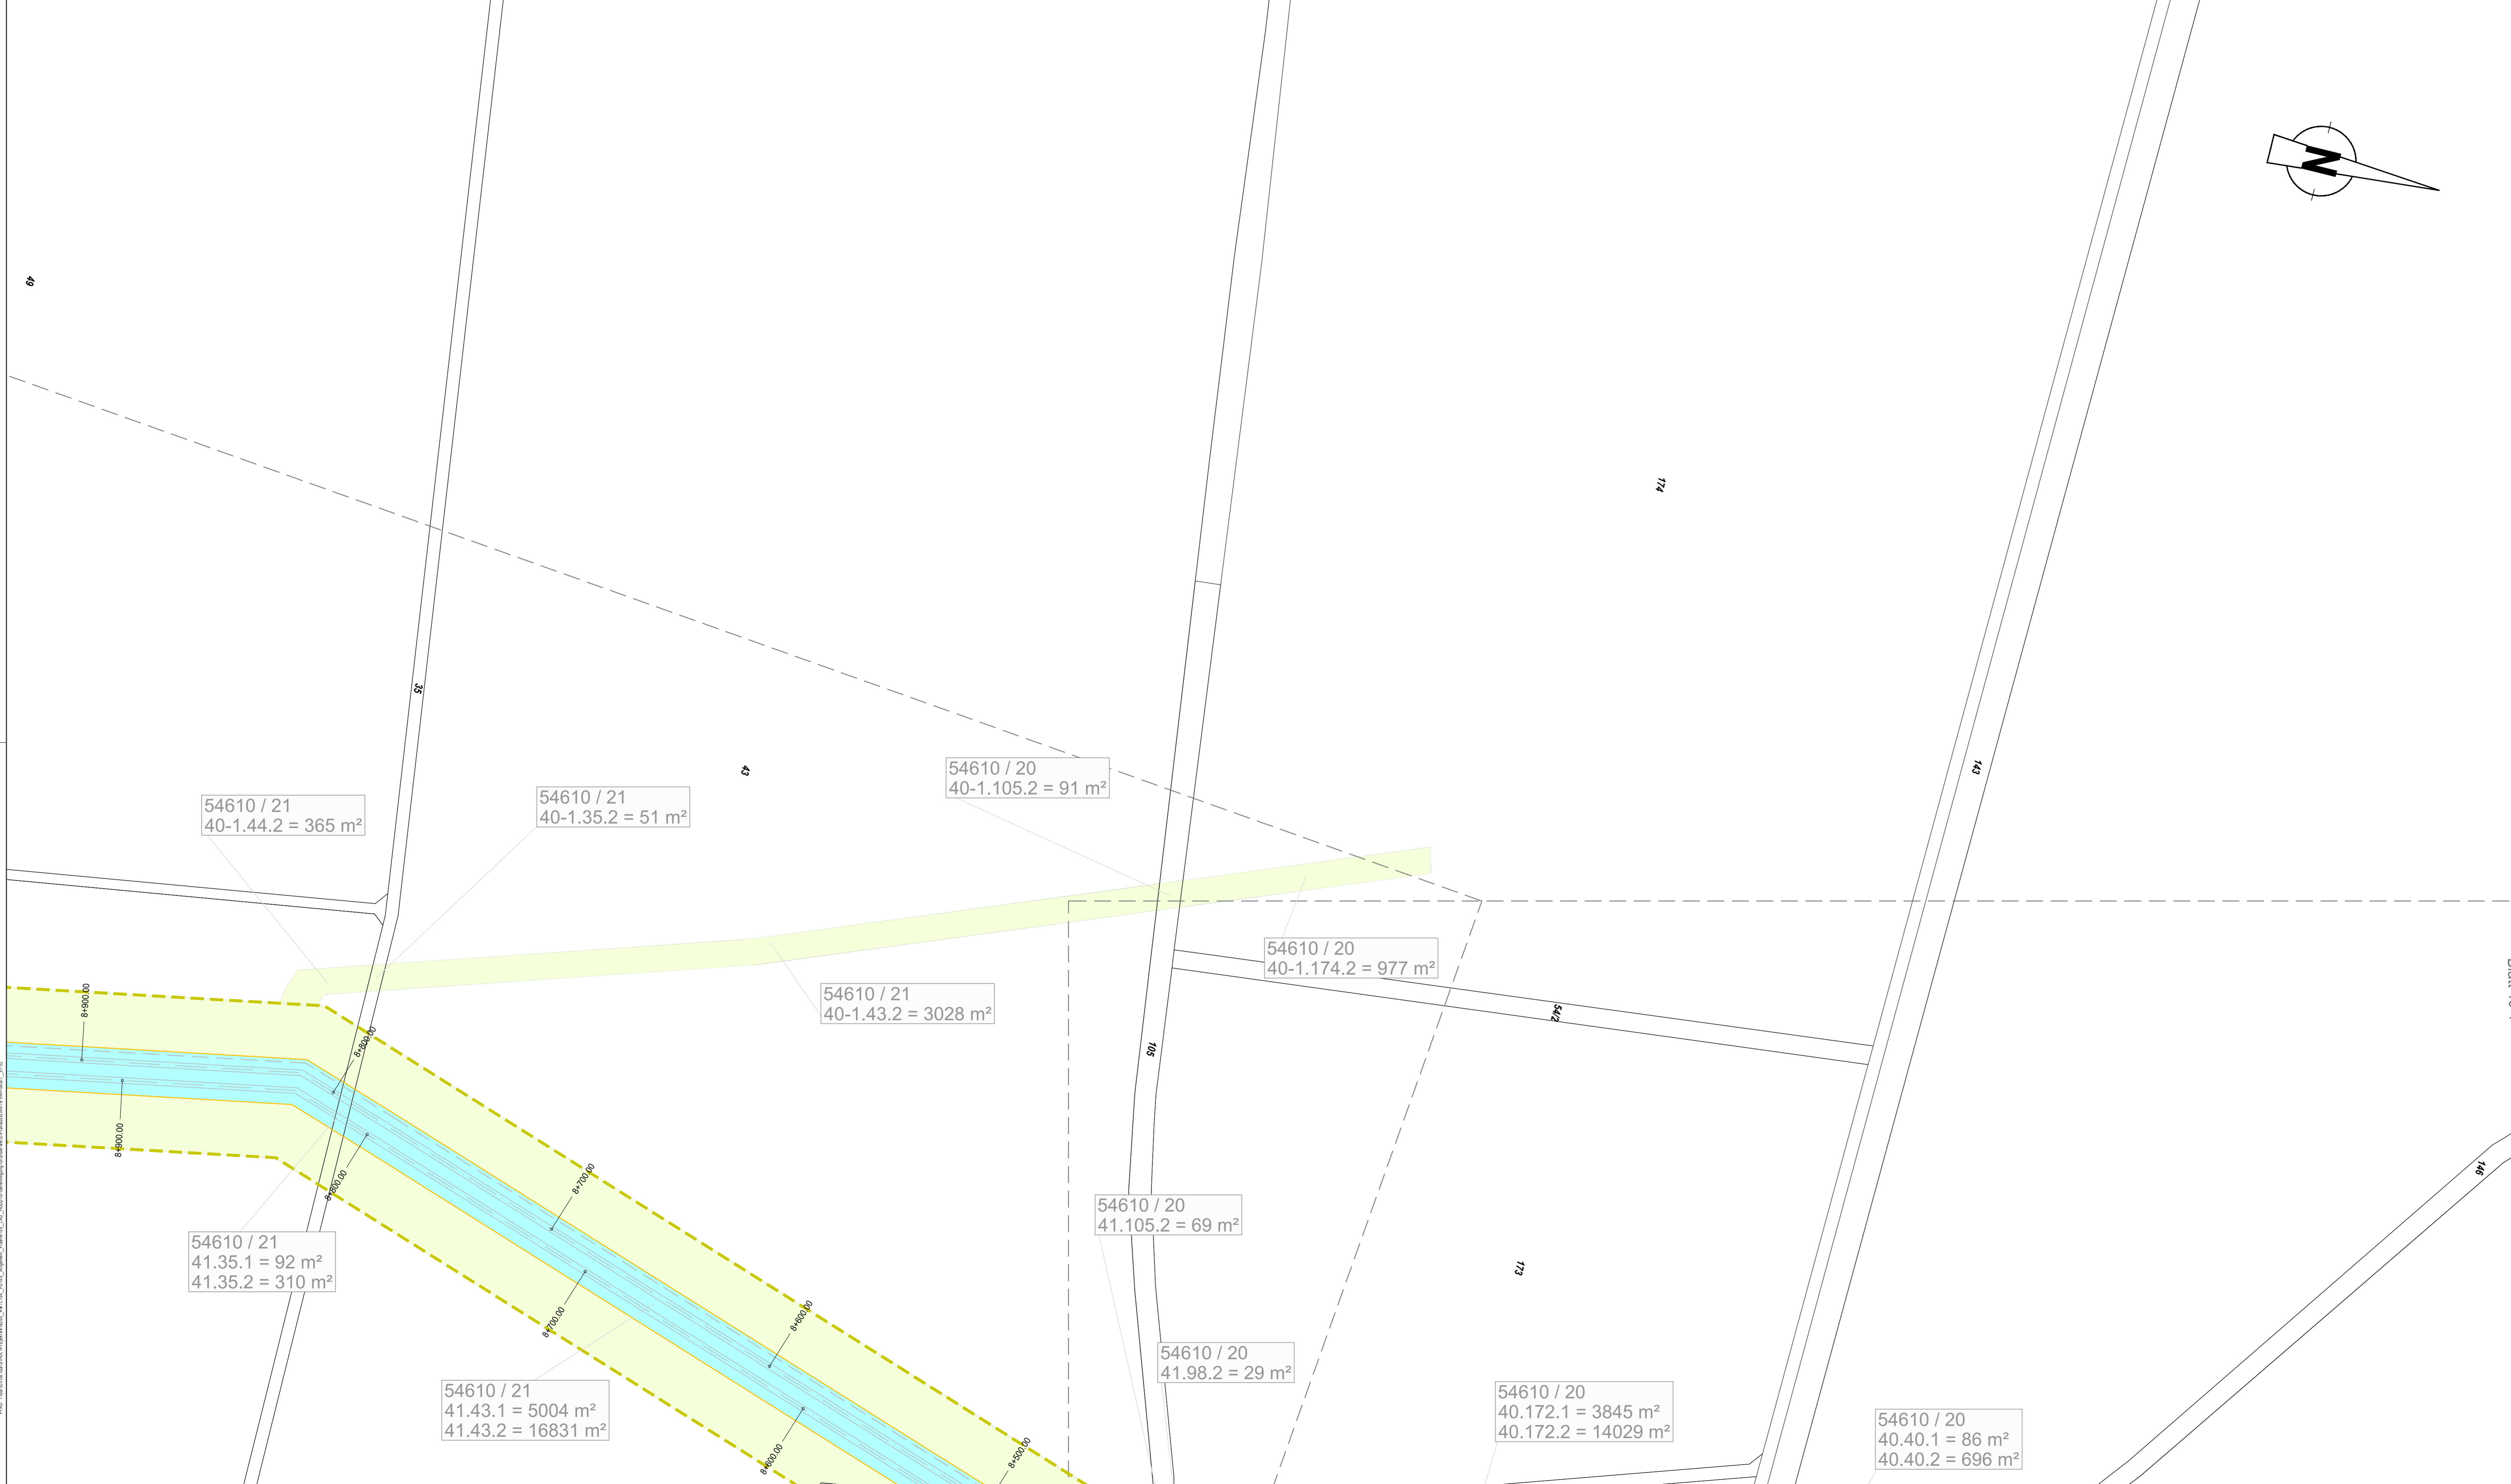 N
49
174
35
43
143
54610 / 20
40-1.105.2 = 91 m²
54610 / 21
40-1.44.2 = 365 m²
54610 / 21
40-1.35.2 = 51 m²
54610 / 20
40-1.174.2 = 977 m²
54610 / 21
40-1.43.2 = 3028 m²
54/2
105
8+900.00
8+800.00
8+900.00
8+800.00
8+700.00
146
54610 / 20
41.105.2 = 69 m²
54610 / 21
41.35.1 = 92 m²
41.35.2 = 310 m²
173
8+700.00
8+600.00
54610 / 20
41.98.2 = 29 m²
54610 / 21
41.43.1 = 5004 m²
41.43.2 = 16831 m²
54610 / 20
40.172.1 = 3845 m²
40.172.2 = 14029 m²
54610 / 20
40.40.1 = 86 m²
40.40.2 = 696 m²
8+600.00
8+500.00